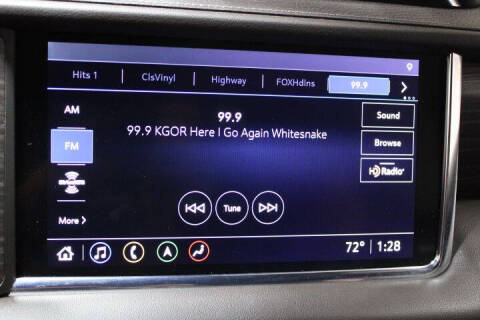 Hits 1 ClsVinyl Highway FOXHdlns 99.9 >
AM
99.9
Sound
99.9 KGOR Here I Go Again Whitesnake
FM
Browse
HD Radio
Tune
More >
72° 1:28